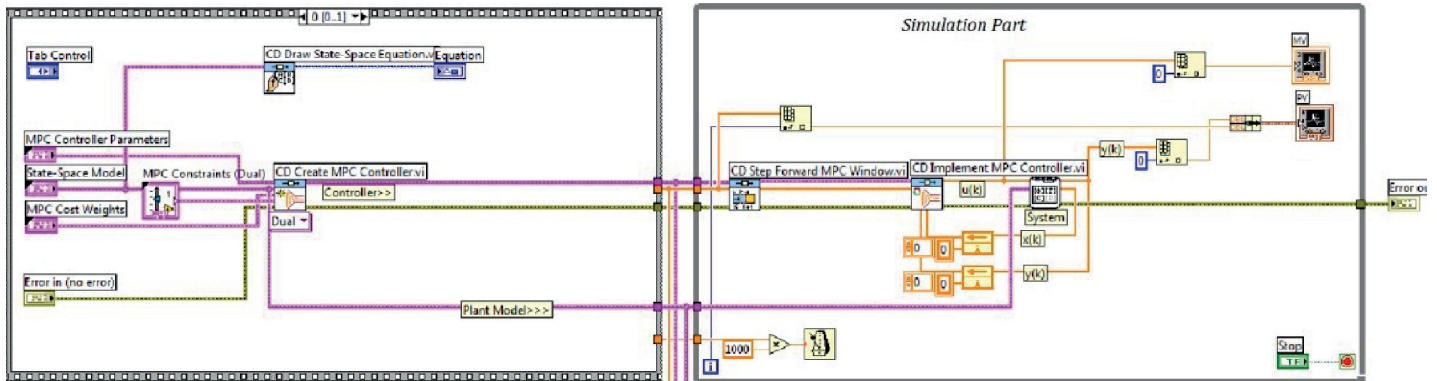 0 [0..1]
Simulation Part
Tab Control
CD Draw State-Space Equation.vi
Equation
MV
0
PV
MPC Controller Parameters
State-Space Model
MPC Constraints (Dual)
CD Create MPC Controller.vi
Controller>>
MPC Cost Weights
Dual
Error in (no error)
Plant Model>>>
CD Step Forward MPC Window.vi
CD Implement MPC Controller.vi
u(k)
y(k)
0
System
Error ou
0
0
x(k)
0
0
y(k)
1000
x
i
Stop
TF